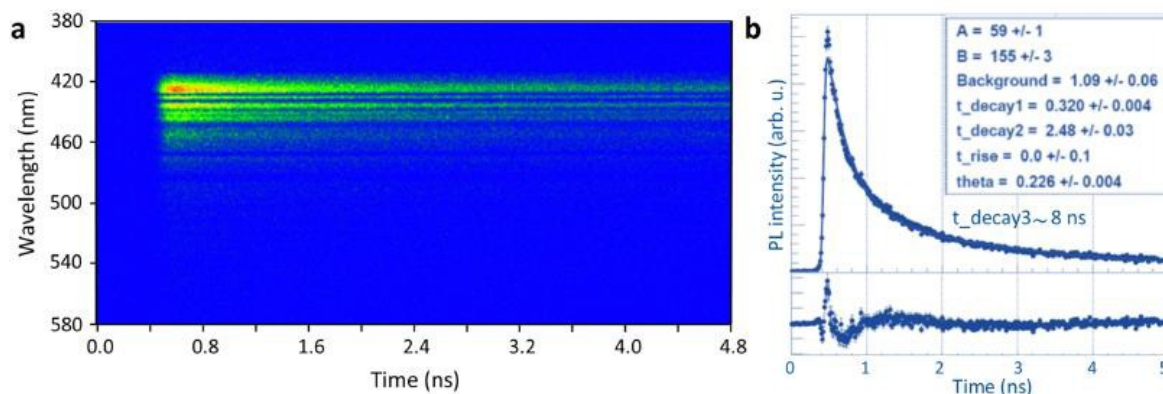 a
380
420
460
500
540
580
Wavelength (nm)
0.0 0.8 1.6 2.4 3.2 4.0 4.8
Time (ns)
b
A = 59 +/- 1
B = 155 +/- 3
Background = 1.09 +/- 0.06
t_decay1 = 0.320 +/- 0.004
t_decay2 = 2.48 +/- 0.03
t_rise = 0.0 +/- 0.1
theta = 0.226 +/- 0.004
t_decay3~ 8 ns
PL intensity (arb. u.)
0 1 2 3 4 5
Time (ns)